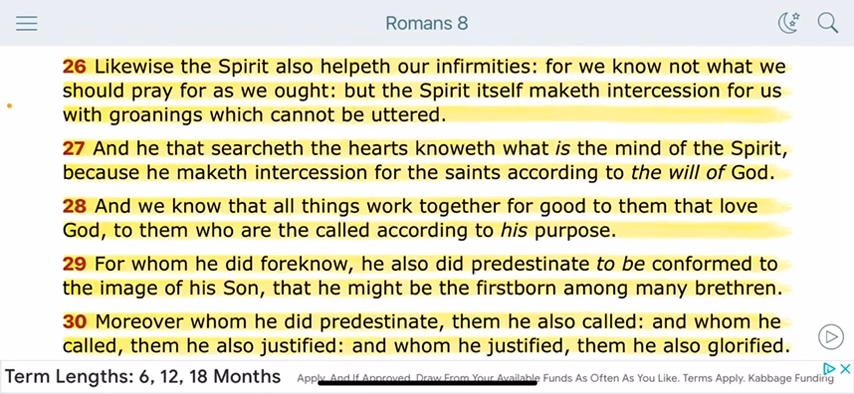 Romans 8
26 Likewise the Spirit also helpeth our infirmities: for we know not what we
should pray for as we ought: but the Spirit itself maketh intercession for us
with groanings which cannot be uttered.
27 And he that searcheth the hearts knoweth what is the mind of the Spirit,
because he maketh intercession for the saints according to the will of God.
28 And we know that all things work together for good to them that love
God, to them who are the called according to his purpose.
29 For whom he did foreknow, he also did predestinate to be conformed to
the image of his Son, that he might be the firstborn among many brethren.
30 Moreover whom he did predestinate, them he also called: and whom he
called, them he also justified: and whom he justified, them he also glorified.
Term Lengths: 6, 12, 18 Months
Apply, And If Approved, Draw From Your Available Funds As Often As You Like. Terms Apply. Kabbage Funding